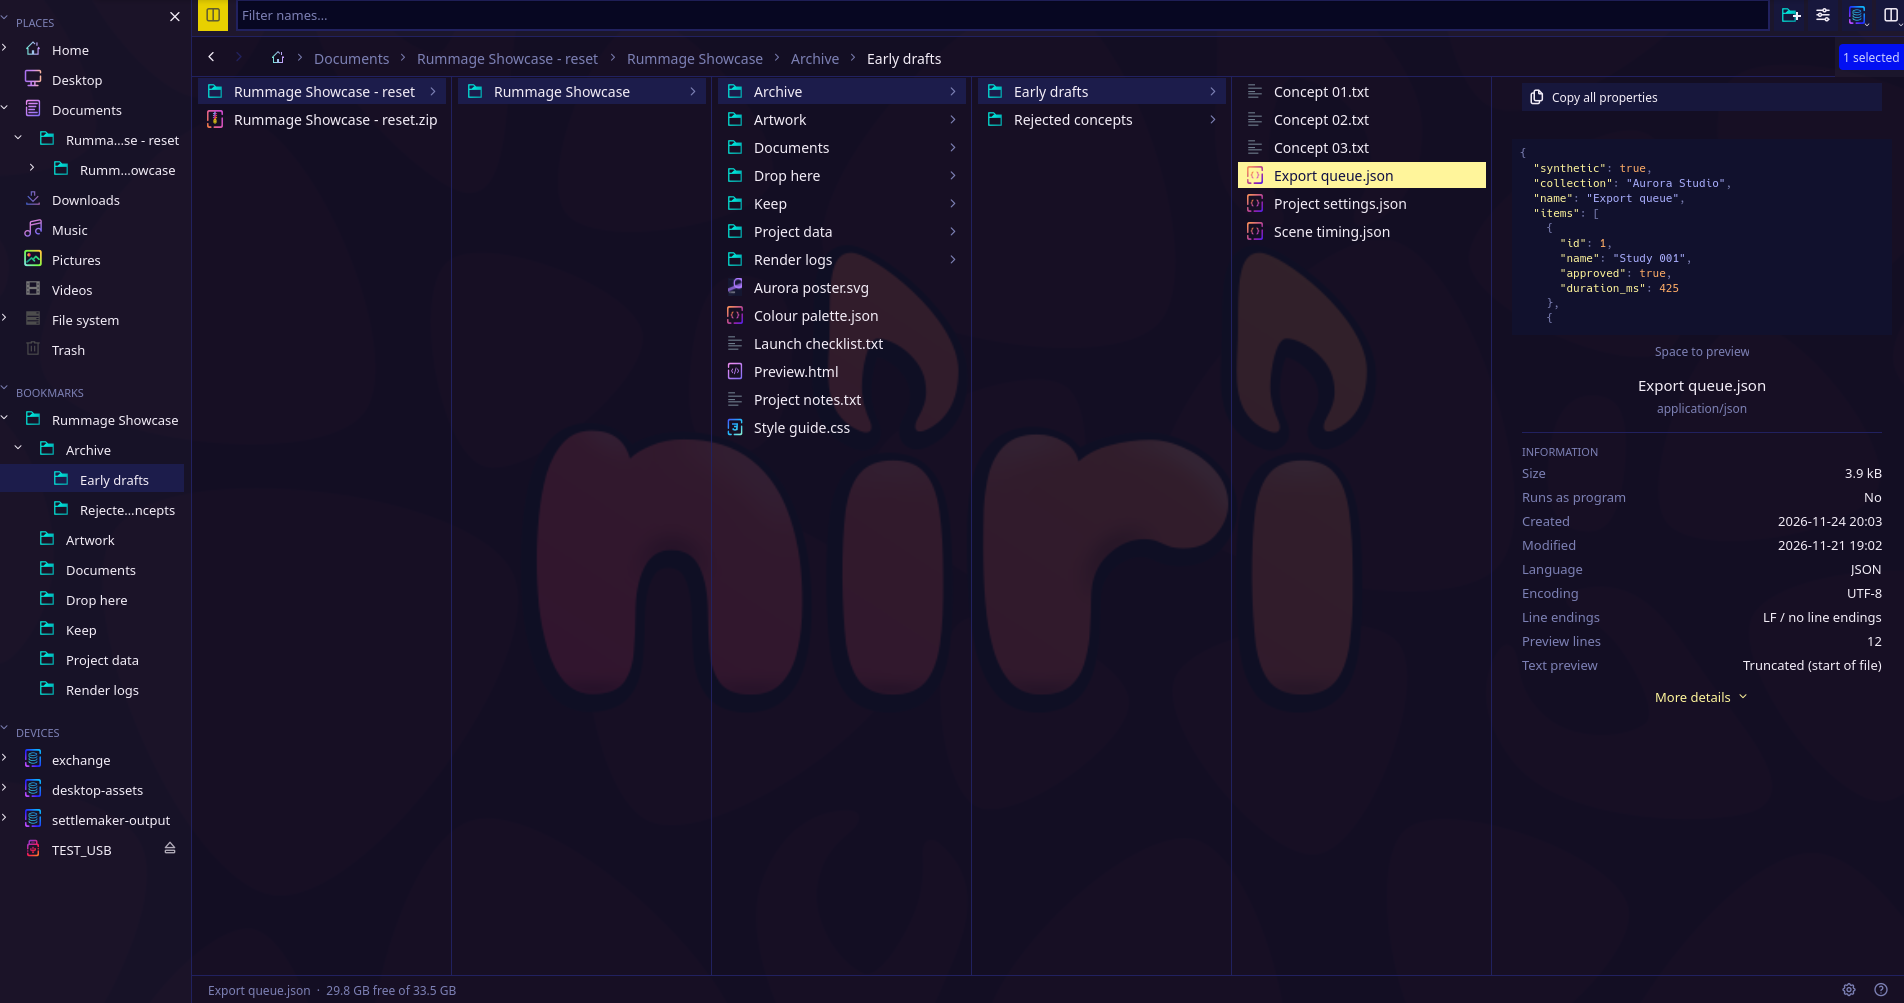 PLACES
Home
Desktop
Documents
Rumma...se - reset
Rumm...owcase
Downloads
Music
Pictures
Videos
File system
Trash
BOOKMARKS
Rummage Showcase
Archive
Early drafts
Rejecte...ncepts
Artwork
Documents
Drop here
Keep
Project data
Render logs
DEVICES
exchange
desktop-assets
settlemaker-output
TEST_USB
Filter names...
Documents > Rummage Showcase - reset > Rummage Showcase > Archive > Early drafts
1 selected
Rummage Showcase - reset
Rummage Showcase - reset.zip
Rummage Showcase
Archive
Artwork
Documents
Drop here
Keep
Project data
Render logs
Aurora poster.svg
Colour palette.json
Launch checklist.txt
Preview.html
Project notes.txt
Style guide.css
Early drafts
Rejected concepts
Concept 01.txt
Concept 02.txt
Concept 03.txt
Export queue.json
Project settings.json
Scene timing.json
niri
Copy all properties
{
"synthetic": true,
"collection": "Aurora Studio",
"name": "Export queue",
"items": [
{
"id": 1,
"name": "Study 001",
"approved": true,
"duration_ms": 425
},
{
Space to preview
Export queue.json
application/json
INFORMATION
Size 3.9 kB
Runs as program No
Created 2026-11-24 20:03
Modified 2026-11-21 19:02
Language JSON
Encoding UTF-8
Line endings LF / no line endings
Preview lines 12
Text preview Truncated (start of file)
More details
Export queue.json · 29.8 GB free of 33.5 GB